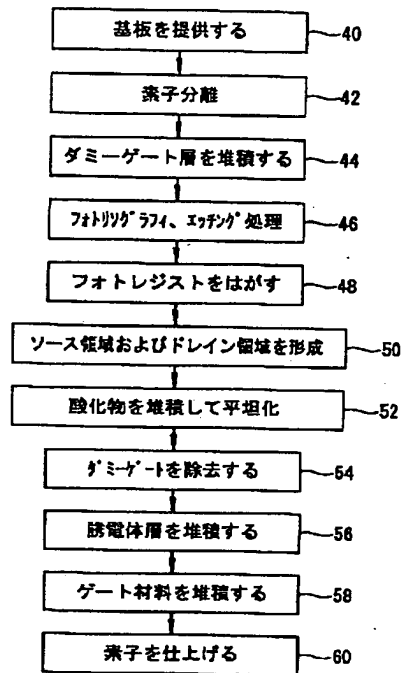 基板を提供する 40
素子分離 42
ダミーゲート層を堆積する 44
フォトリソグラフィ、エッチング処理 46
フォトレジストをはがす 48
ソース領域およびドレイン領域を形成 50
酸化物を堆積して平坦化 52
ダミーゲートを除去する 54
誘電体層を堆積する 56
ゲート材料を堆積する 58
素子を仕上げる 60